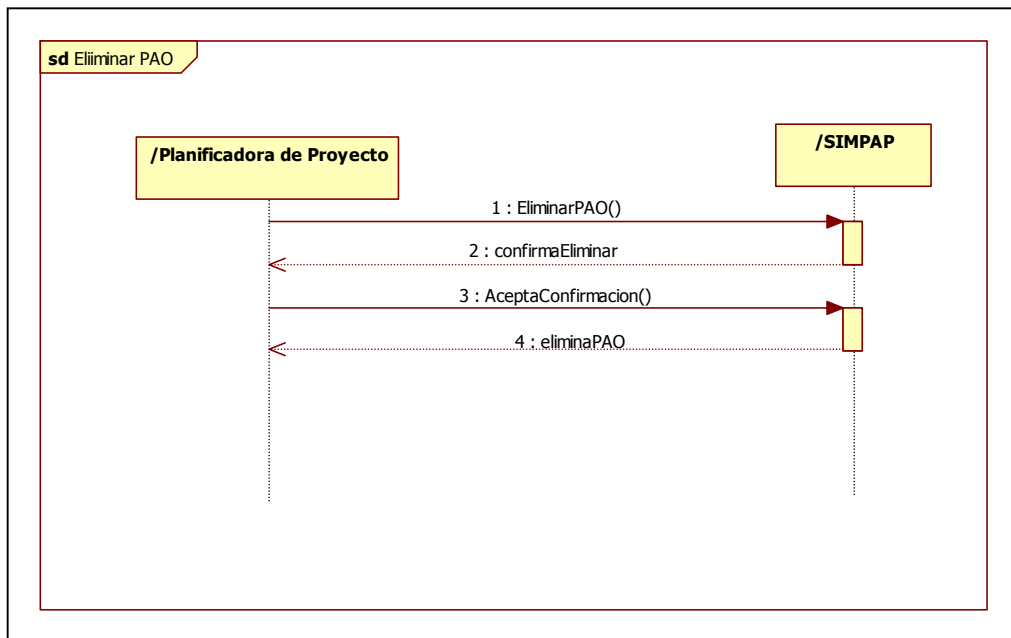 sd Eliiminar PAO
/Planificadora de Proyecto
/SIMPAP
1 : EliminarPAO()
2 : confirmaEliminar
3 : AceptaConfirmacion()
4 : eliminaPAO